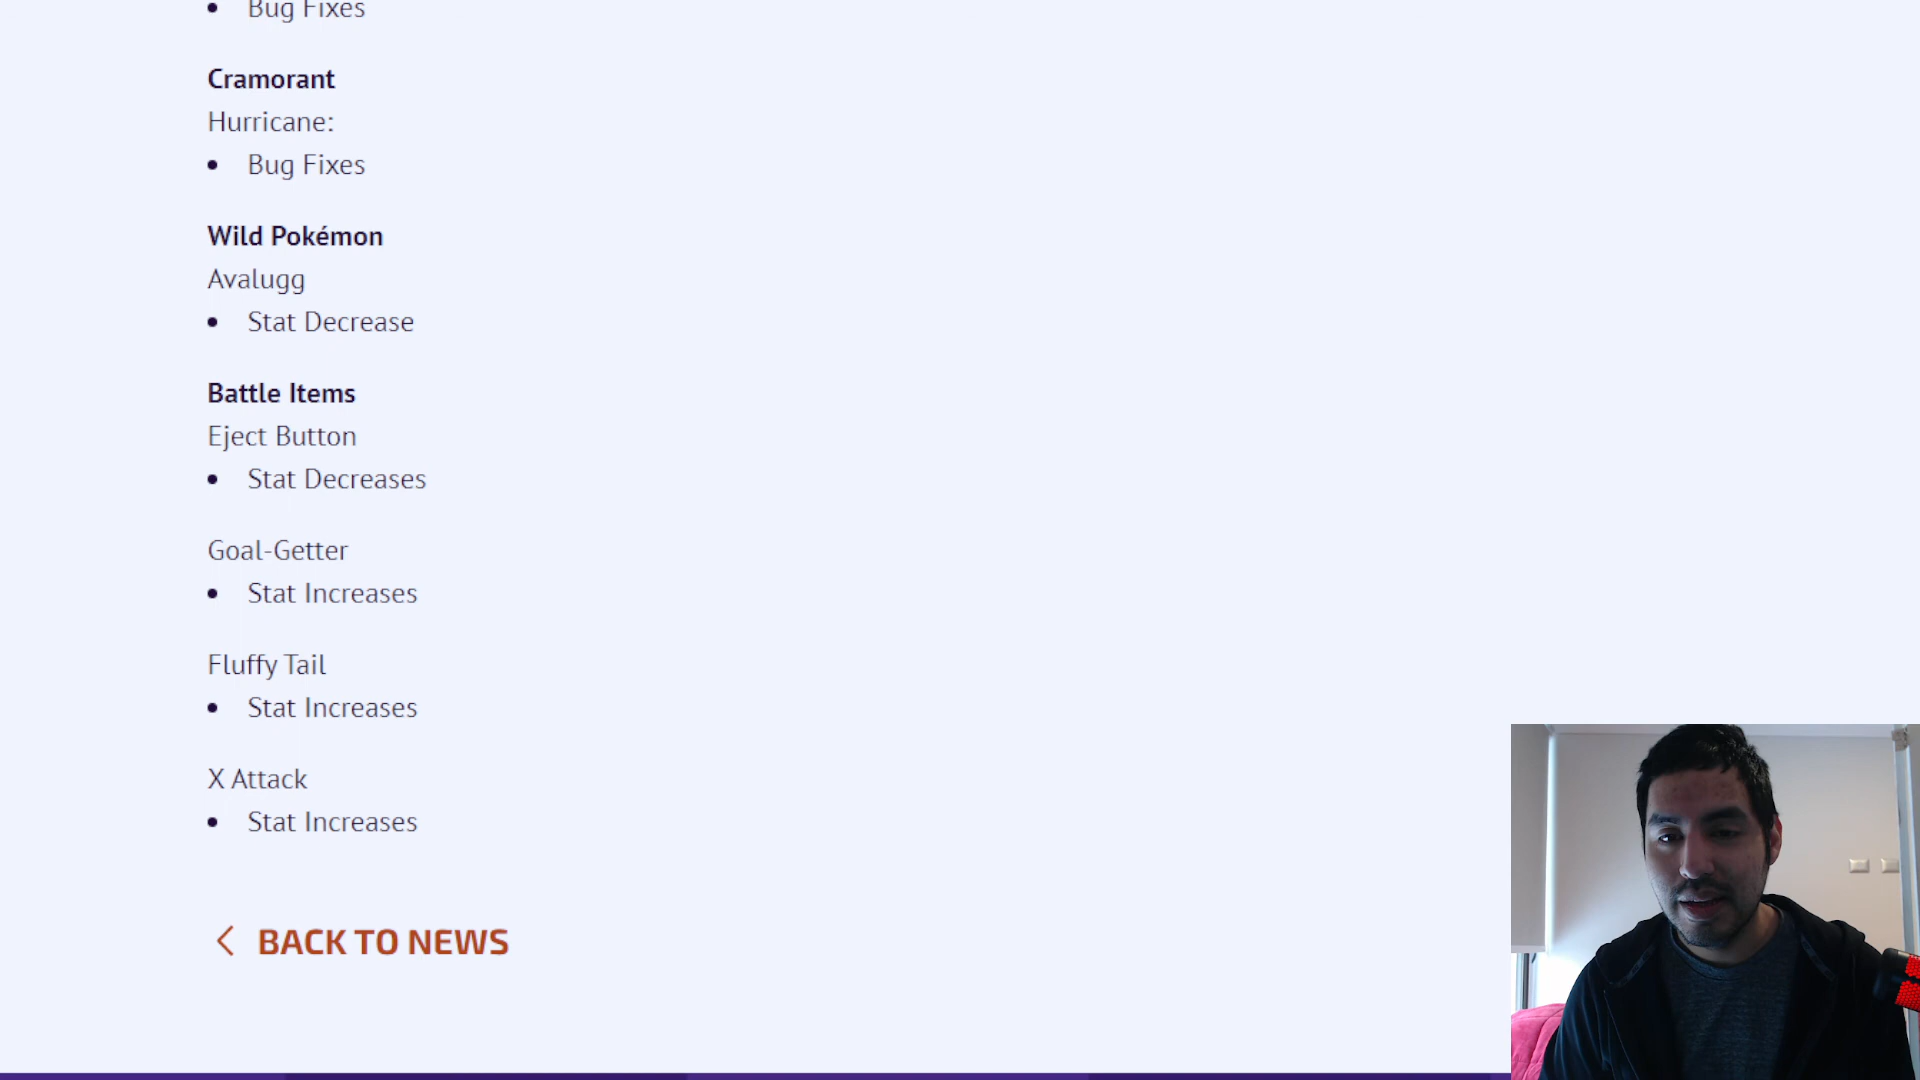 • Bug Fixes
Cramorant
Hurricane:
• Bug Fixes
Wild Pokémon
Avalugg
• Stat Decrease
Battle Items
Eject Button
• Stat Decreases
Goal-Getter
• Stat Increases
Fluffy Tail
• Stat Increases
X Attack
• Stat Increases
BACK TO NEWS